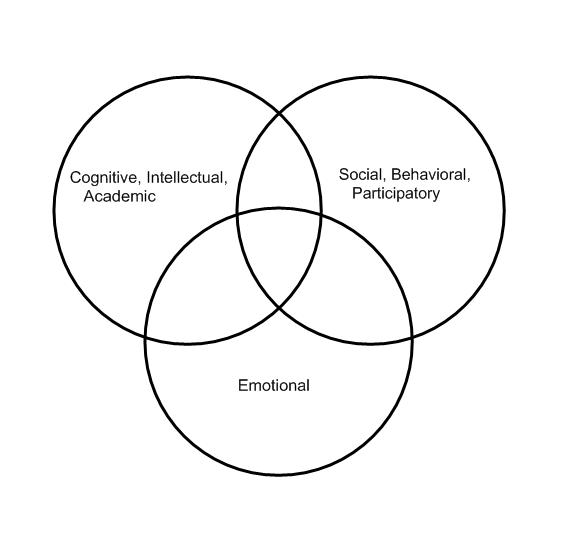 Cognitive, Intellectual,
Academic
Social, Behavioral,
Participatory
Emotional